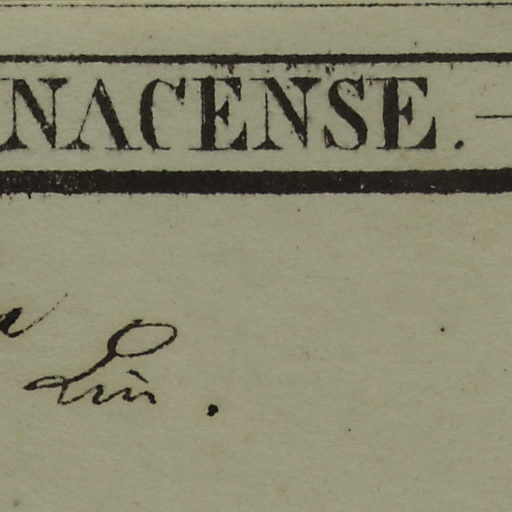 NACENSE. —
Lin.